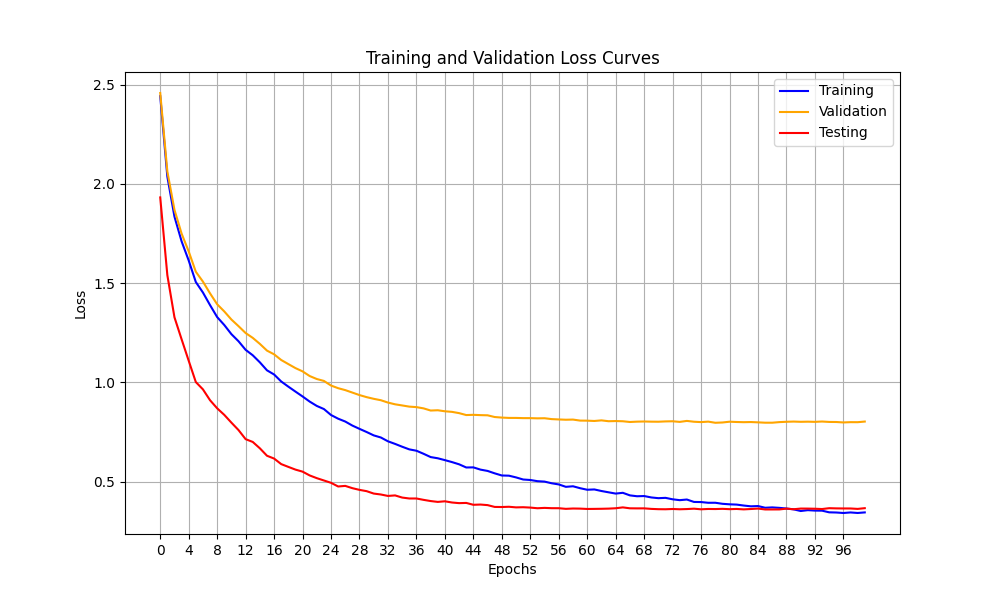 Training and Validation Loss Curves
Training
Validation
Testing
2.5
2.0
1.5
1.0
0.5
Loss
0 4 8 12 16 20 24 28 32 36 40 44 48 52 56 60 64 68 72 76 80 84 88 92 96
Epochs